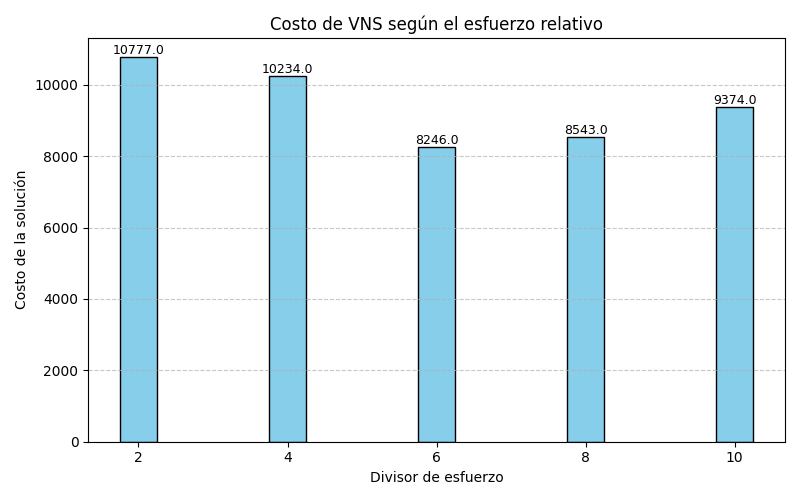 Costo de VNS según el esfuerzo relativo
10777.0
10234.0
8246.0
8543.0
9374.0
10000
8000
6000
4000
2000
0
Costo de la solución
2 4 6 8 10
Divisor de esfuerzo